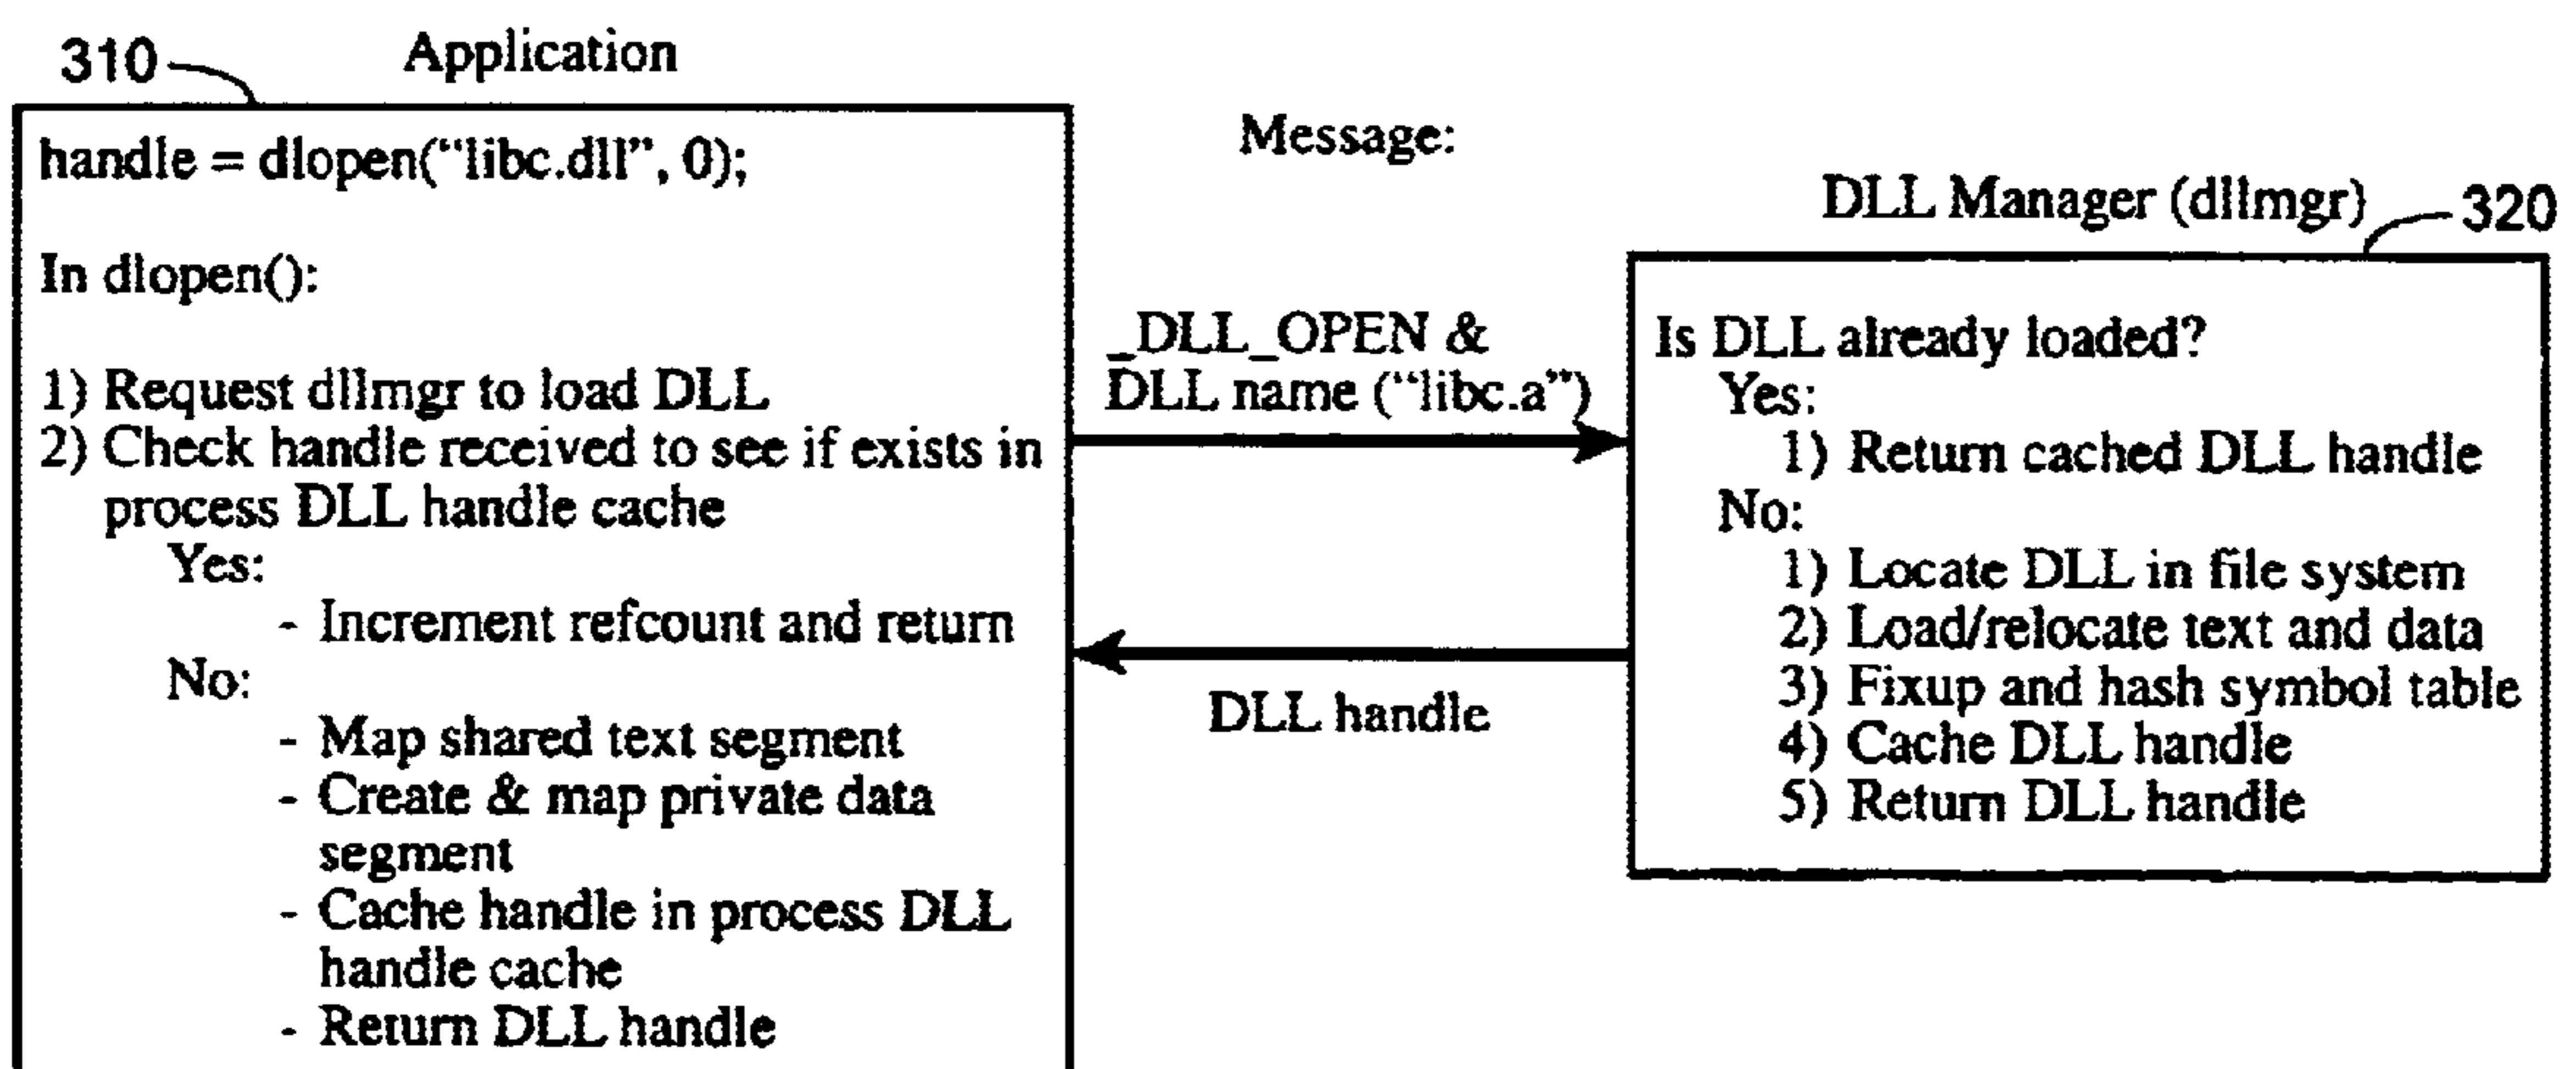 310
Application
handle = dlopen(“libc.dll”, 0);
In dlopen():
1) Request dllmgr to load DLL
2) Check handle received to see if exists in
process DLL handle cache
Yes:
- Increment refcount and return
No:
- Map shared text segment
- Create & map private data
segment
- Cache handle in process DLL
handle cache
- Return DLL handle
Message:
_DLL_OPEN &
DLL name (“libc.a”)
DLL handle
DLL Manager (dllmgr)
320
Is DLL already loaded?
Yes:
1) Return cached DLL handle
No:
1) Locate DLL in file system
2) Load/relocate text and data
3) Fixup and hash symbol table
4) Cache DLL handle
5) Return DLL handle